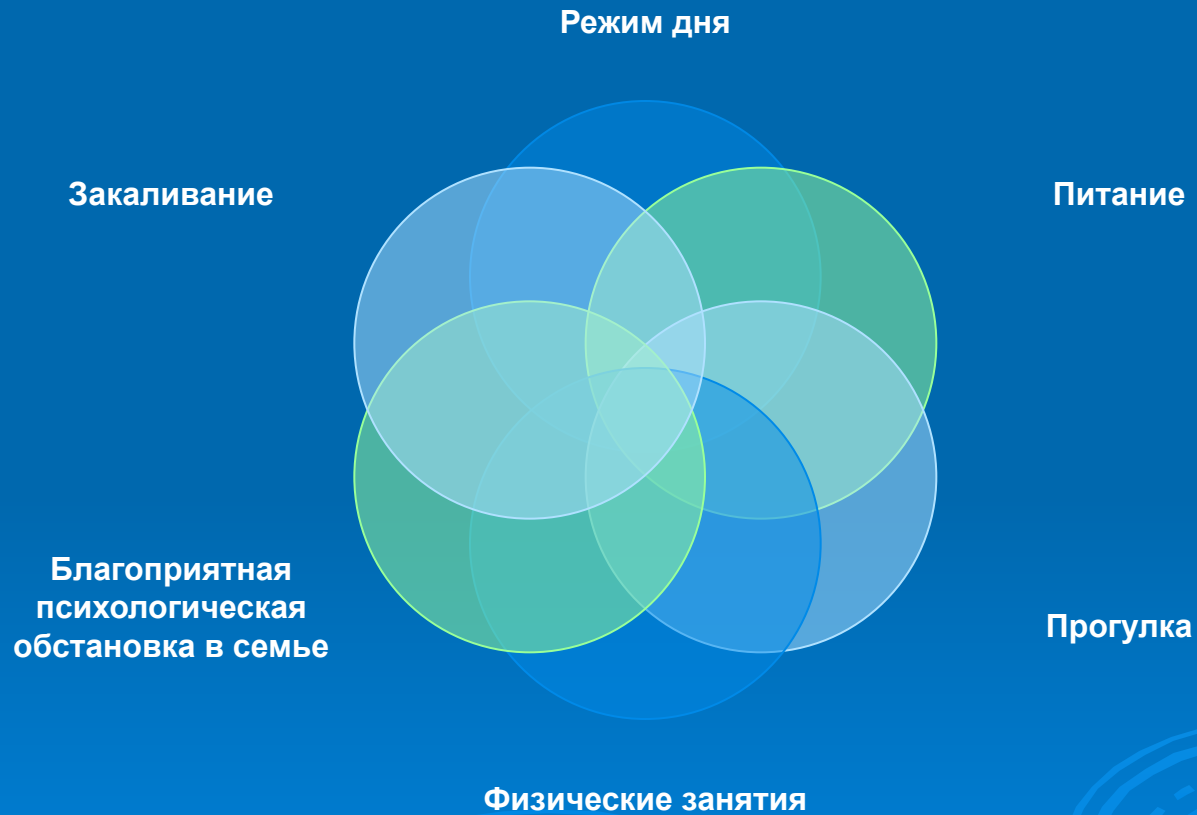 Режим дня
Закаливание
Питание
Благоприятная
психологическая
обстановка в семье
Прогулка
Физические занятия